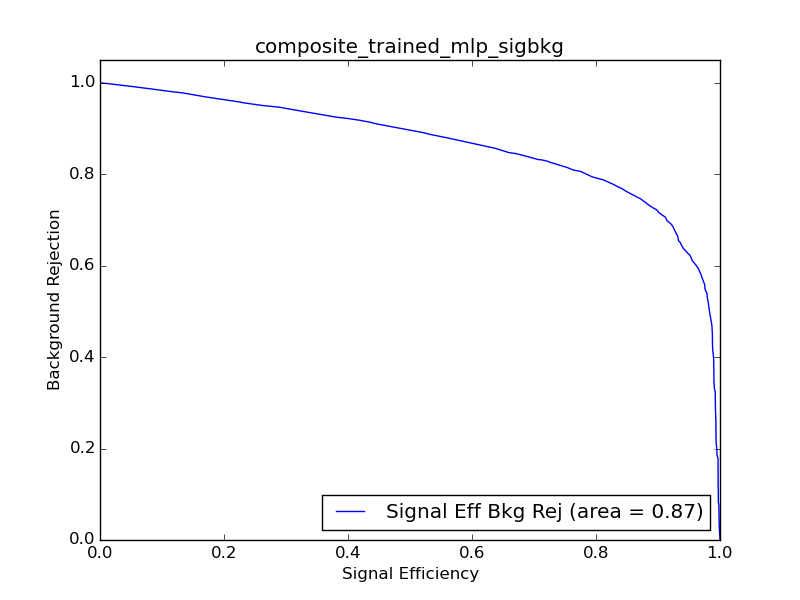 composite_trained_mlp_sigbkg
1.0
0.8
0.6
0.4
0.2
0.0
Background Rejection
Signal Eff Bkg Rej (area = 0.87)
0.0 0.2 0.4 0.6 0.8 1.0
Signal Efficiency